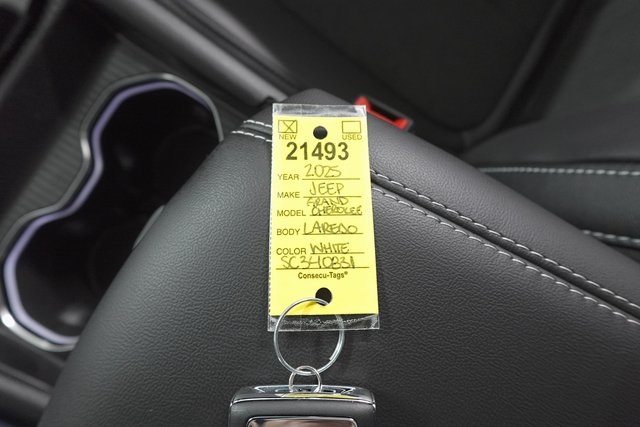 NEW USED
21493
YEAR 2025
MAKE JEEP
GRAND
MODEL CHEROKEE
BODY LAREDO
COLOR WHITE
SC340831
Consecu-Tags®